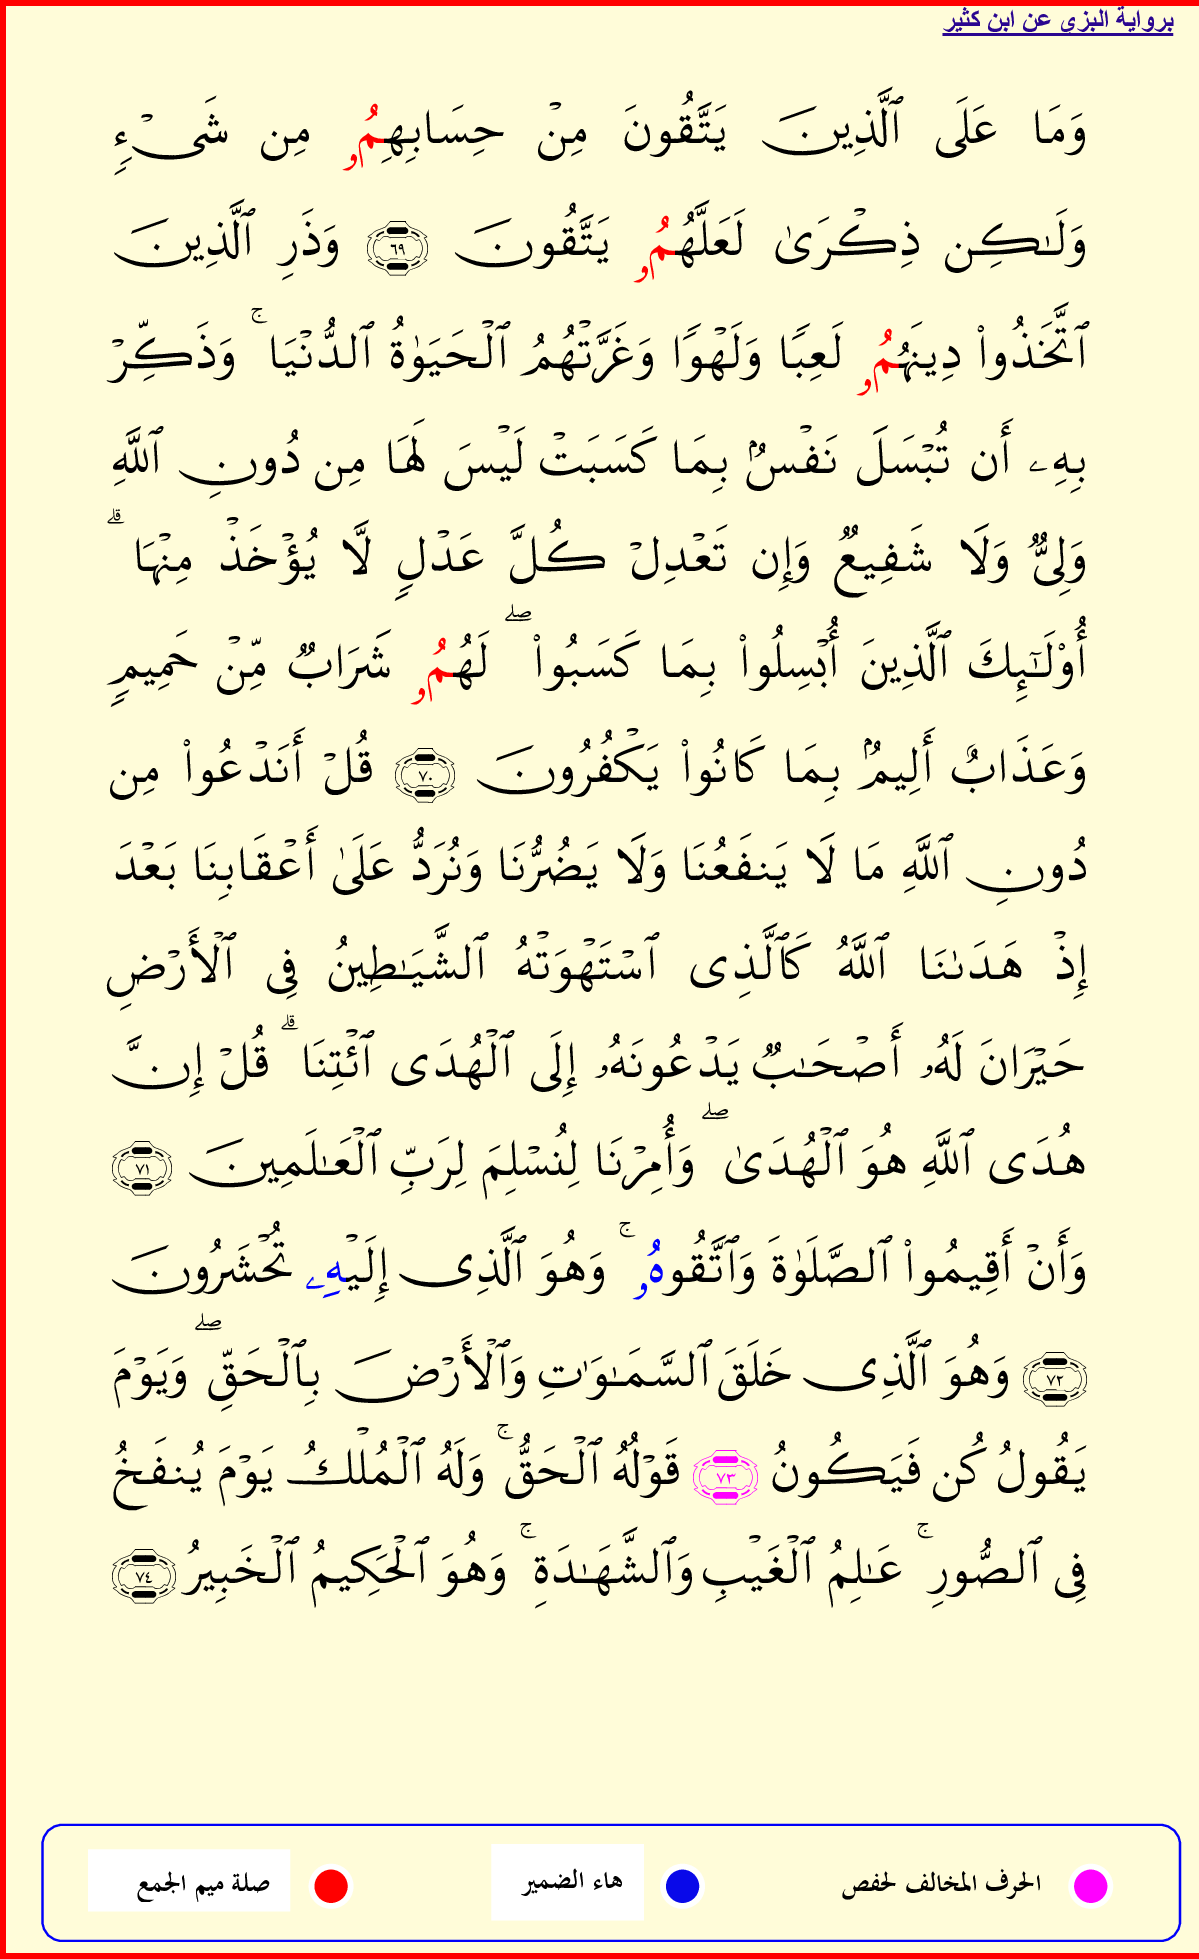 برواية البزي عن ابن كثير
وَمَا عَلَى ٱلَّذِينَ يَتَّقُونَ مِنۡ حِسَابِهِمُۥ مِن شَىۡءٍ
وَلَٰكِن ذِكۡرَىٰ لَعَلَّهُمُۥ يَتَّقُونَ ٦٩ وَذَرِ ٱلَّذِينَ
ٱتَّخَذُواْ دِينَهُمُۥ لَعِبًا وَلَهۡوًا وَغَرَّتۡهُمُ ٱلۡحَيَوٰةُ ٱلدُّنۡيَاۚ وَذَكِّرۡ
بِهِۦ أَن تُبۡسَلَ نَفۡسُۢ بِمَا كَسَبَتۡ لَيۡسَ لَهَا مِن دُونِ ٱللَّهِ
وَلِىٌّ وَلَا شَفِيعٌ وَإِن تَعۡدِلۡ كُلَّ عَدۡلٍ لَّا يُؤۡخَذۡ مِنۡهَاۗ
أُوْلَٰٓئِكَ ٱلَّذِينَ أُبۡسِلُواْ بِمَا كَسَبُواْۖ لَهُمُۥ شَرَابٌ مِّنۡ حَمِيمٍ
وَعَذَابٌ أَلِيمُۢ بِمَا كَانُواْ يَكۡفُرُونَ ٧٠ قُلۡ أَنَدۡعُواْ مِن
دُونِ ٱللَّهِ مَا لَا يَنفَعُنَا وَلَا يَضُرُّنَا وَنُرَدُّ عَلَىٰ أَعۡقَابِنَا بَعۡدَ
إِذۡ هَدَىٰنَا ٱللَّهُ كَٱلَّذِى ٱسۡتَهۡوَتۡهُ ٱلشَّيَٰطِينُ فِى ٱلۡأَرۡضِ
حَيۡرَانَ لَهُۥ أَصۡحَٰبٌ يَدۡعُونَهُۥ إِلَى ٱلۡهُدَى ٱئۡتِنَاۗ قُلۡ إِنَّ
هُدَى ٱللَّهِ هُوَ ٱلۡهُدَىٰۖ وَأُمِرۡنَا لِنُسۡلِمَ لِرَبِّ ٱلۡعَٰلَمِينَ ٧١
وَأَنۡ أَقِيمُواْ ٱلصَّلَوٰةَ وَٱتَّقُوهُۥۚ وَهُوَ ٱلَّذِى إِلَيۡهِۦ تُحۡشَرُونَ
٧٢ وَهُوَ ٱلَّذِى خَلَقَ ٱلسَّمَٰوَٰتِ وَٱلۡأَرۡضَ بِٱلۡحَقِّۖ وَيَوۡمَ
يَقُولُ كُن فَيَكُونُ ٧٣ قَوۡلُهُ ٱلۡحَقُّۚ وَلَهُ ٱلۡمُلۡكُ يَوۡمَ يُنفَخُ
فِى ٱلصُّورِۚ عَٰلِمُ ٱلۡغَيۡبِ وَٱلشَّهَٰدَةِۚ وَهُوَ ٱلۡحَكِيمُ ٱلۡخَبِيرُ ٧٤
الحرف المخالف لحفص هاء الضمير صلة ميم الجمع